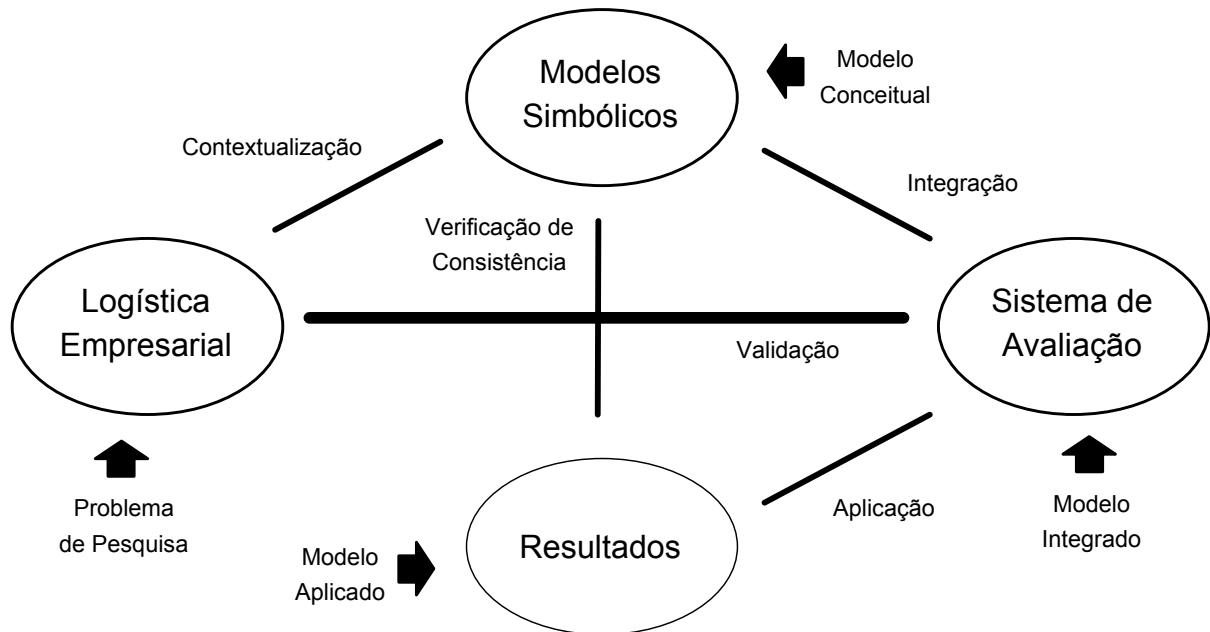 Modelos
Simbólicos
Modelo
Conceitual
Contextualização
Integração
Verificação de
Consistência
Logística
Empresarial
Sistema de
Avaliação
Validação
Problema
de Pesquisa
Aplicação
Modelo
Integrado
Resultados
Modelo
Aplicado